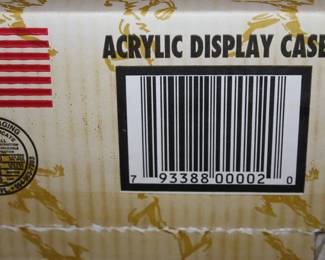 ACRYLIC DISPLAY CASE
7 93388 00002 0